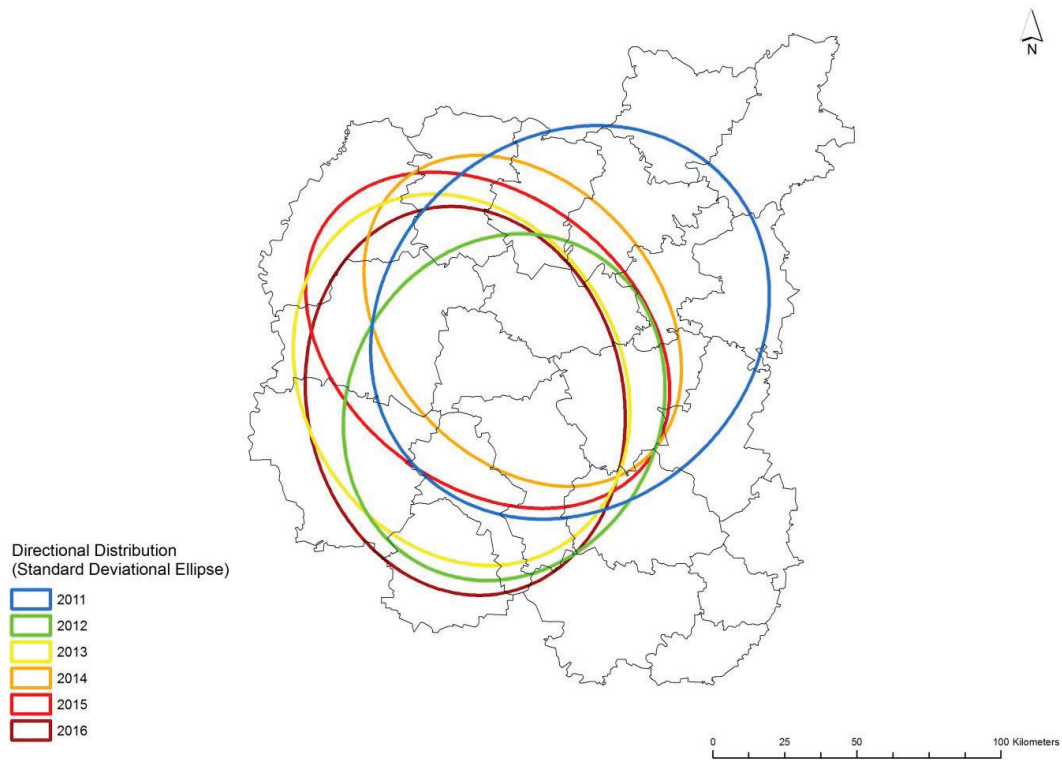 N
Directional Distribution
(Standard Deviational Ellipse)
2011
2012
2013
2014
2015
2016
0 25 50 100 Kilometers